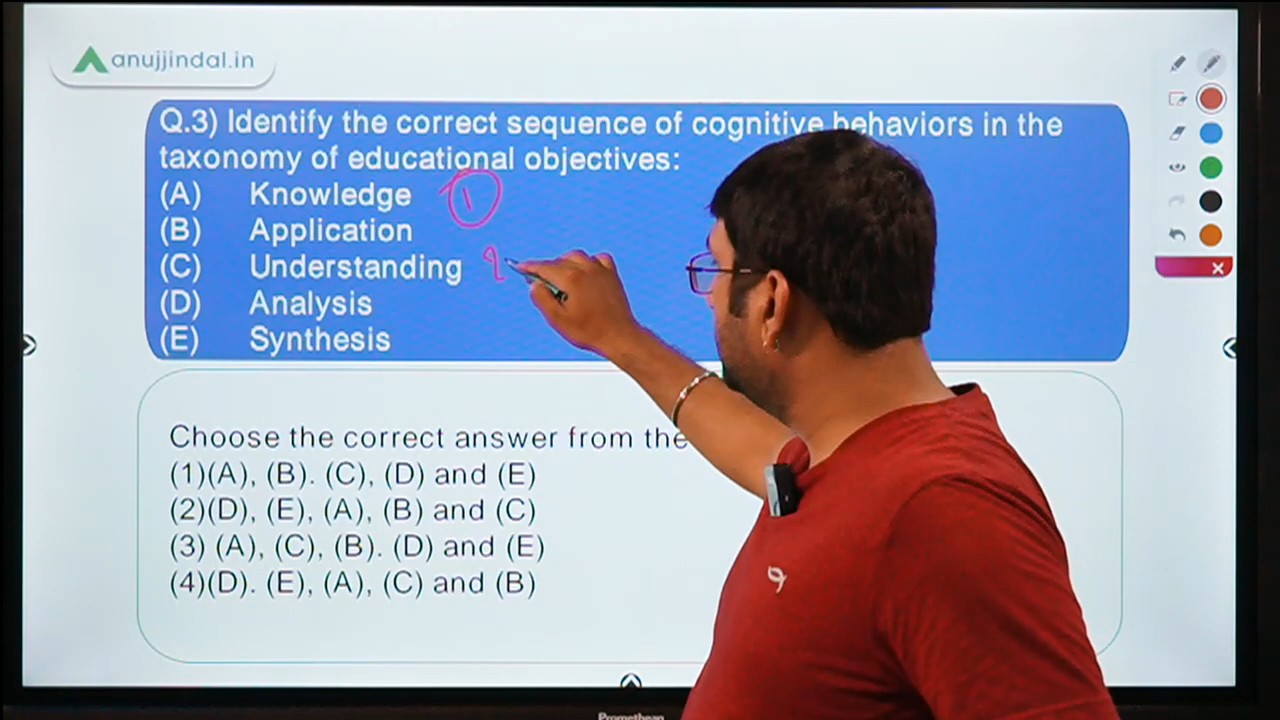 anujjindal.in
Q.3) Identify the correct sequence of cognitive behaviors in the
taxonomy of educational objectives:
(A) Knowledge 1
(B) Application
(C) Understanding 2
(D) Analysis
(E) Synthesis
Choose the correct answer from the
(1)(A), (B). (C), (D) and (E)
(2)(D), (E), (A), (B) and (C)
(3) (A), (C), (B). (D) and (E)
(4)(D). (E), (A), (C) and (B)
Promethean